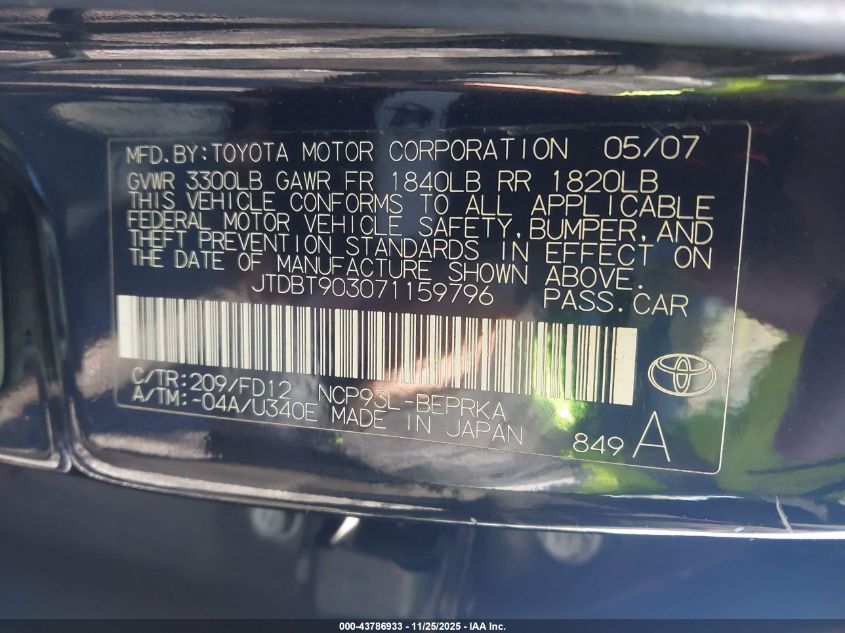 MFD.BY:TOYOTA MOTOR CORPORATION 05/07
GVWR 3300LB GAWR FR 1840LB RR 1820LB
THIS VEHICLE CONFORMS TO ALL APPLICABLE
FEDERAL MOTOR VEHICLE SAFETY,BUMPER,AND
THEFT PREVENTION STANDARDS IN EFFECT ON
THE DATE OF MANUFACTURE SHOWN ABOVE.
JTDBT903071159796 PASS.CAR
C/TR:209/FD12 NCP93L-BEPRKA
A/TM:-04A/U340E MADE IN JAPAN
849 A
000-43786933 - 11/25/2025 - IAA Inc.